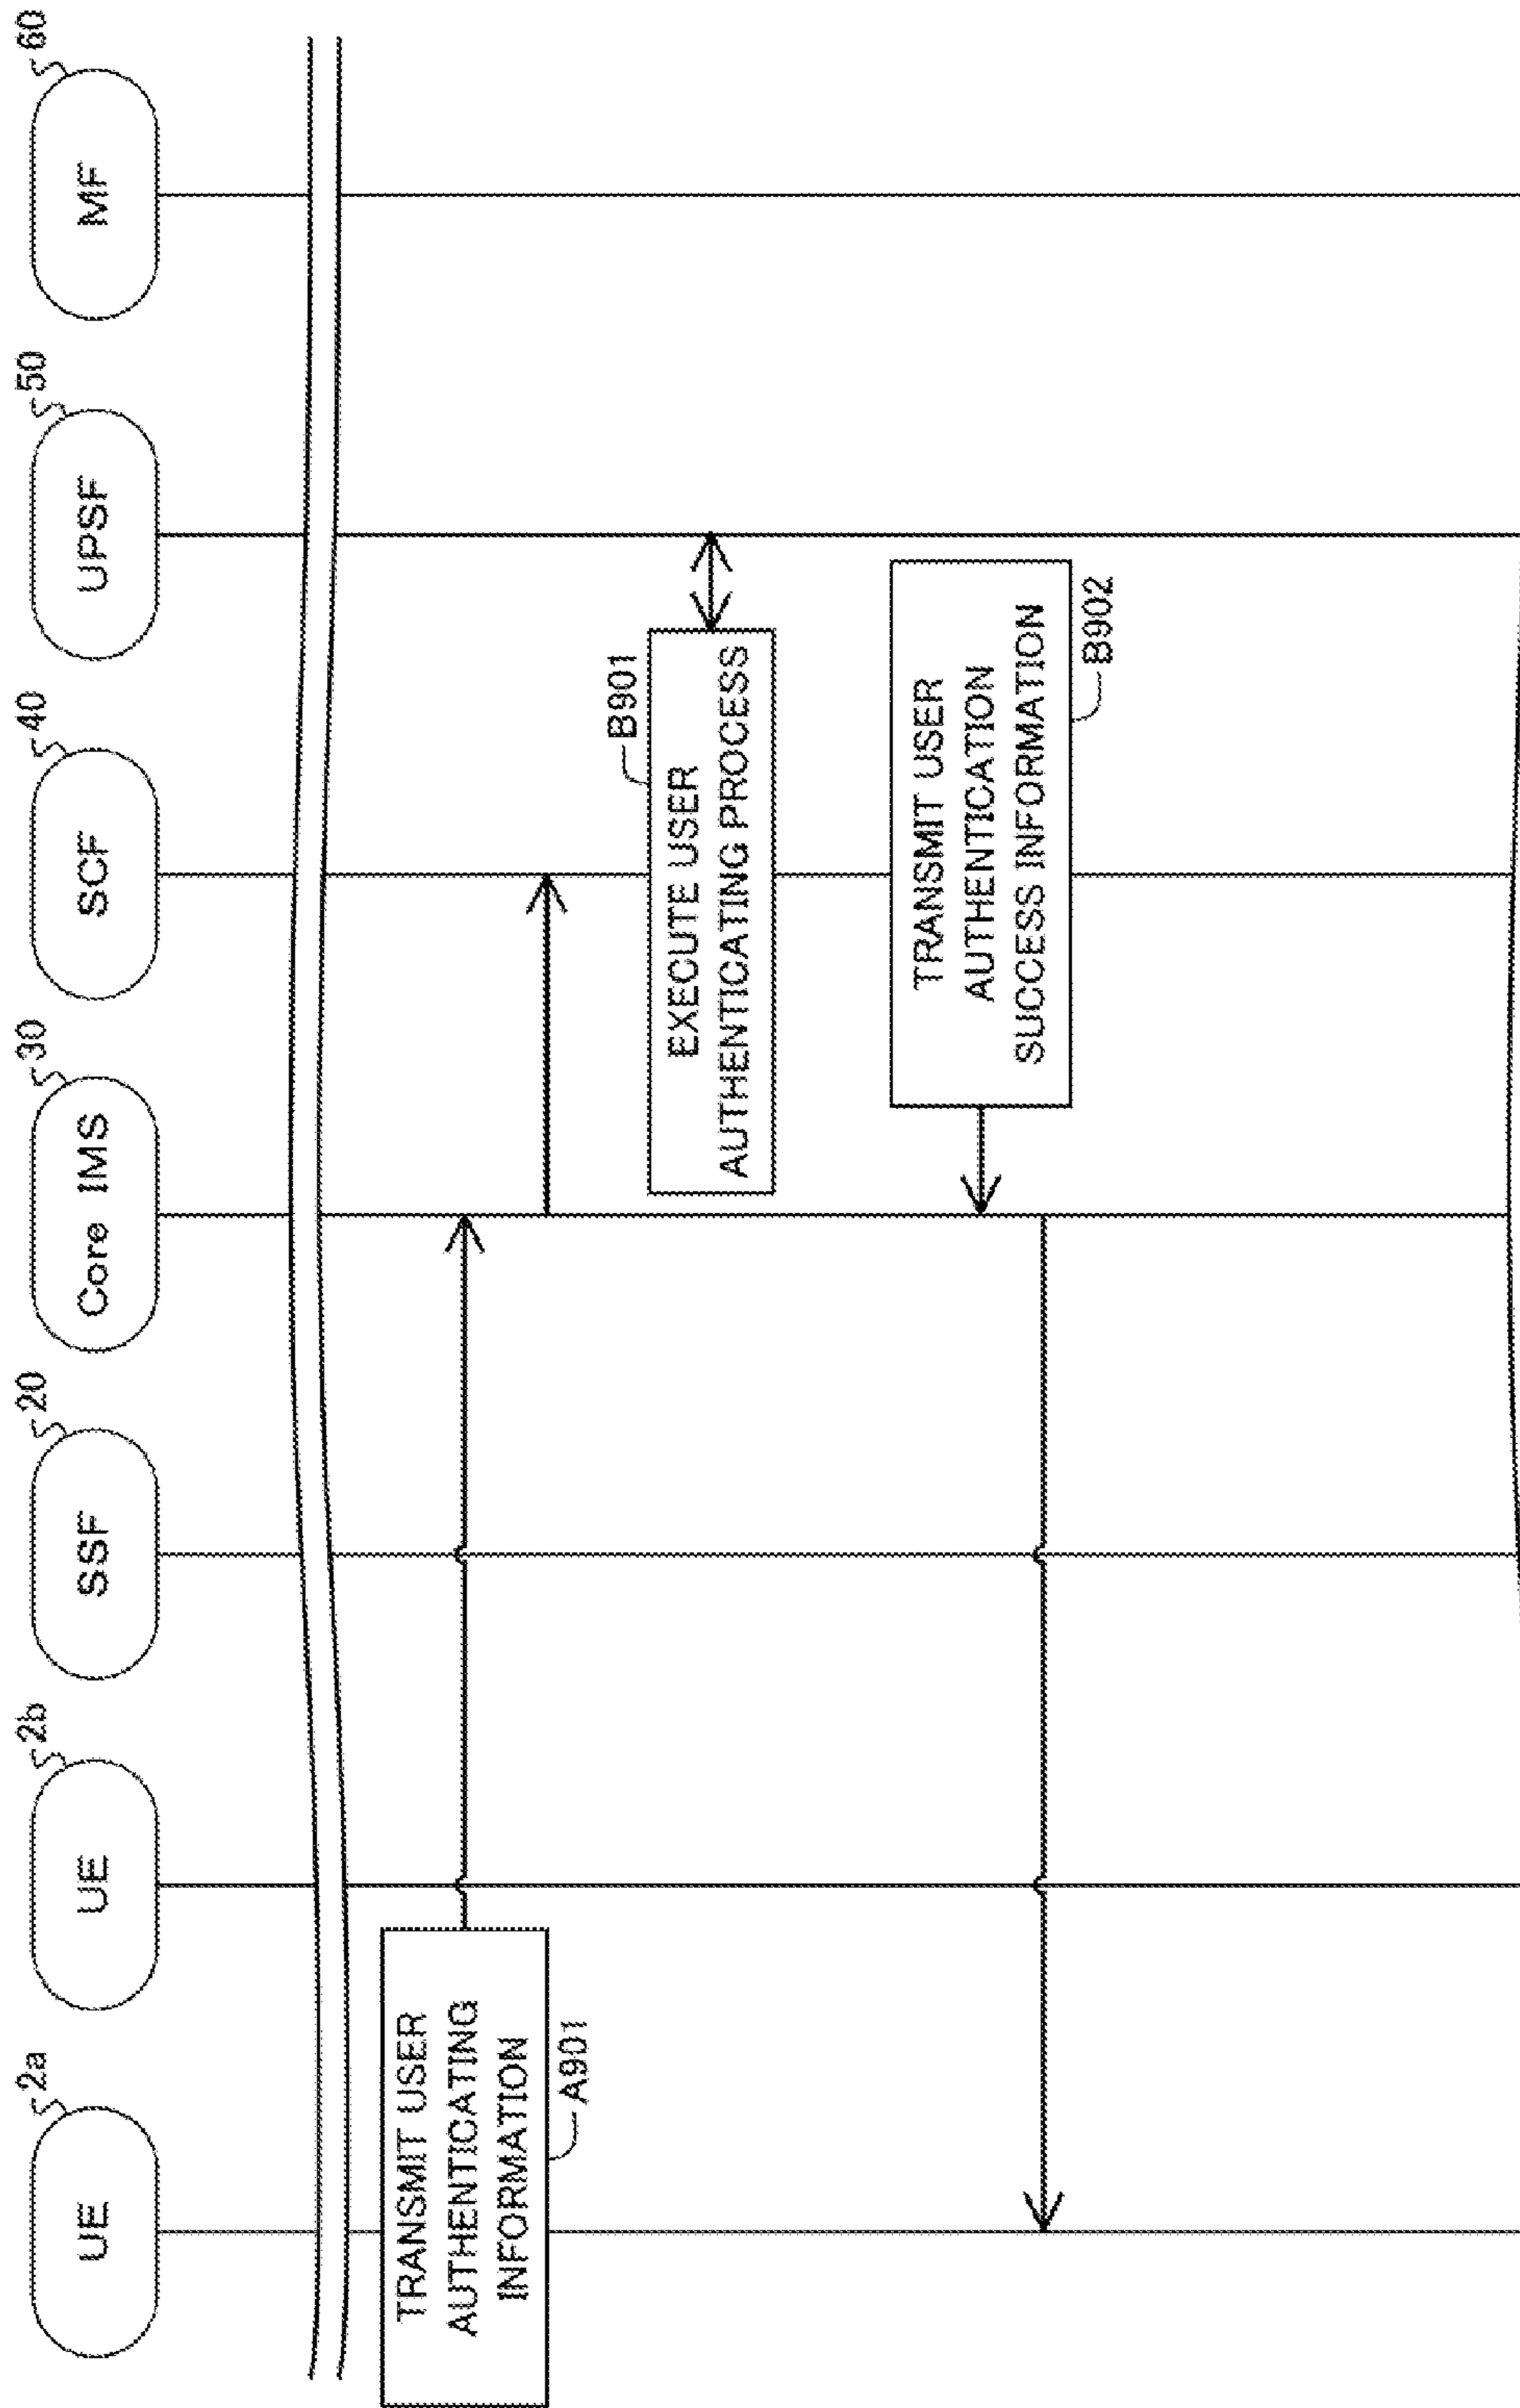 UE
2a
UE
2b
SSF
20
Core IMS
30
SCF
40
UPSF
50
MF
60
TRANSMIT USER
AUTHENTICATING
INFORMATION
A901
EXECUTE USER
AUTHENTICATING PROCESS
B901
TRANSMIT USER
AUTHENTICATION
SUCCESS INFORMATION
B902